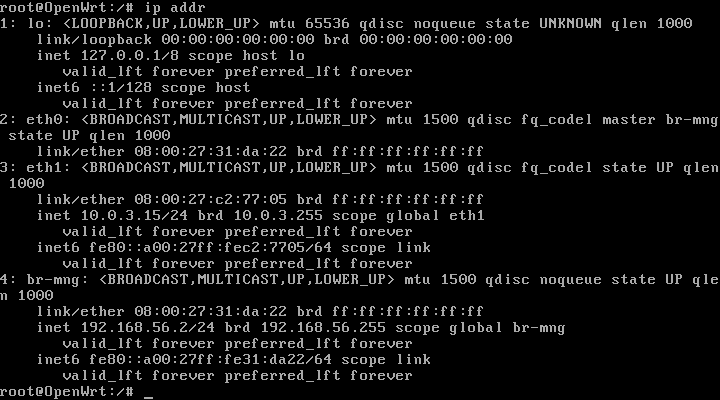 root@OpenWrt:/# ip addr
1: lo: <LOOPBACK,UP,LOWER_UP> mtu 65536 qdisc noqueue state UNKNOWN qlen 1000
    link/loopback 00:00:00:00:00:00 brd 00:00:00:00:00:00
    inet 127.0.0.1/8 scope host lo
       valid_lft forever preferred_lft forever
    inet6 ::1/128 scope host
       valid_lft forever preferred_lft forever
2: eth0: <BROADCAST,MULTICAST,UP,LOWER_UP> mtu 1500 qdisc fq_codel master br-mng
 state UP qlen 1000
    link/ether 08:00:27:31:da:22 brd ff:ff:ff:ff:ff:ff
3: eth1: <BROADCAST,MULTICAST,UP,LOWER_UP> mtu 1500 qdisc fq_codel state UP qlen
 1000
    link/ether 08:00:27:c2:77:05 brd ff:ff:ff:ff:ff:ff
    inet 10.0.3.15/24 brd 10.0.3.255 scope global eth1
       valid_lft forever preferred_lft forever
    inet6 fe80::a00:27ff:fec2:7705/64 scope link
       valid_lft forever preferred_lft forever
4: br-mng: <BROADCAST,MULTICAST,UP,LOWER_UP> mtu 1500 qdisc noqueue state UP qle
n 1000
    link/ether 08:00:27:31:da:22 brd ff:ff:ff:ff:ff:ff
    inet 192.168.56.2/24 brd 192.168.56.255 scope global br-mng
       valid_lft forever preferred_lft forever
    inet6 fe80::a00:27ff:fe31:da22/64 scope link
       valid_lft forever preferred_lft forever
root@OpenWrt:/# _